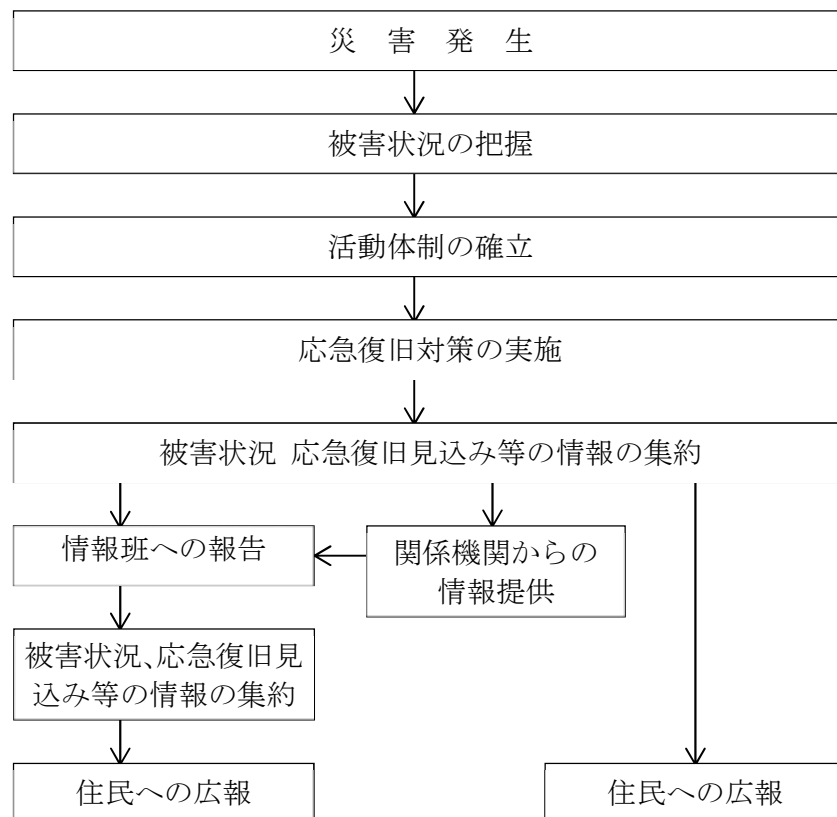 災　害　発　生
被害状況の把握
活動体制の確立
応急復旧対策の実施
被害状況 応急復旧見込み等の情報の集約
情報班への報告
関係機関からの
情報提供
被害状況、応急復旧見
込み等の情報の集約
住民への広報
住民への広報